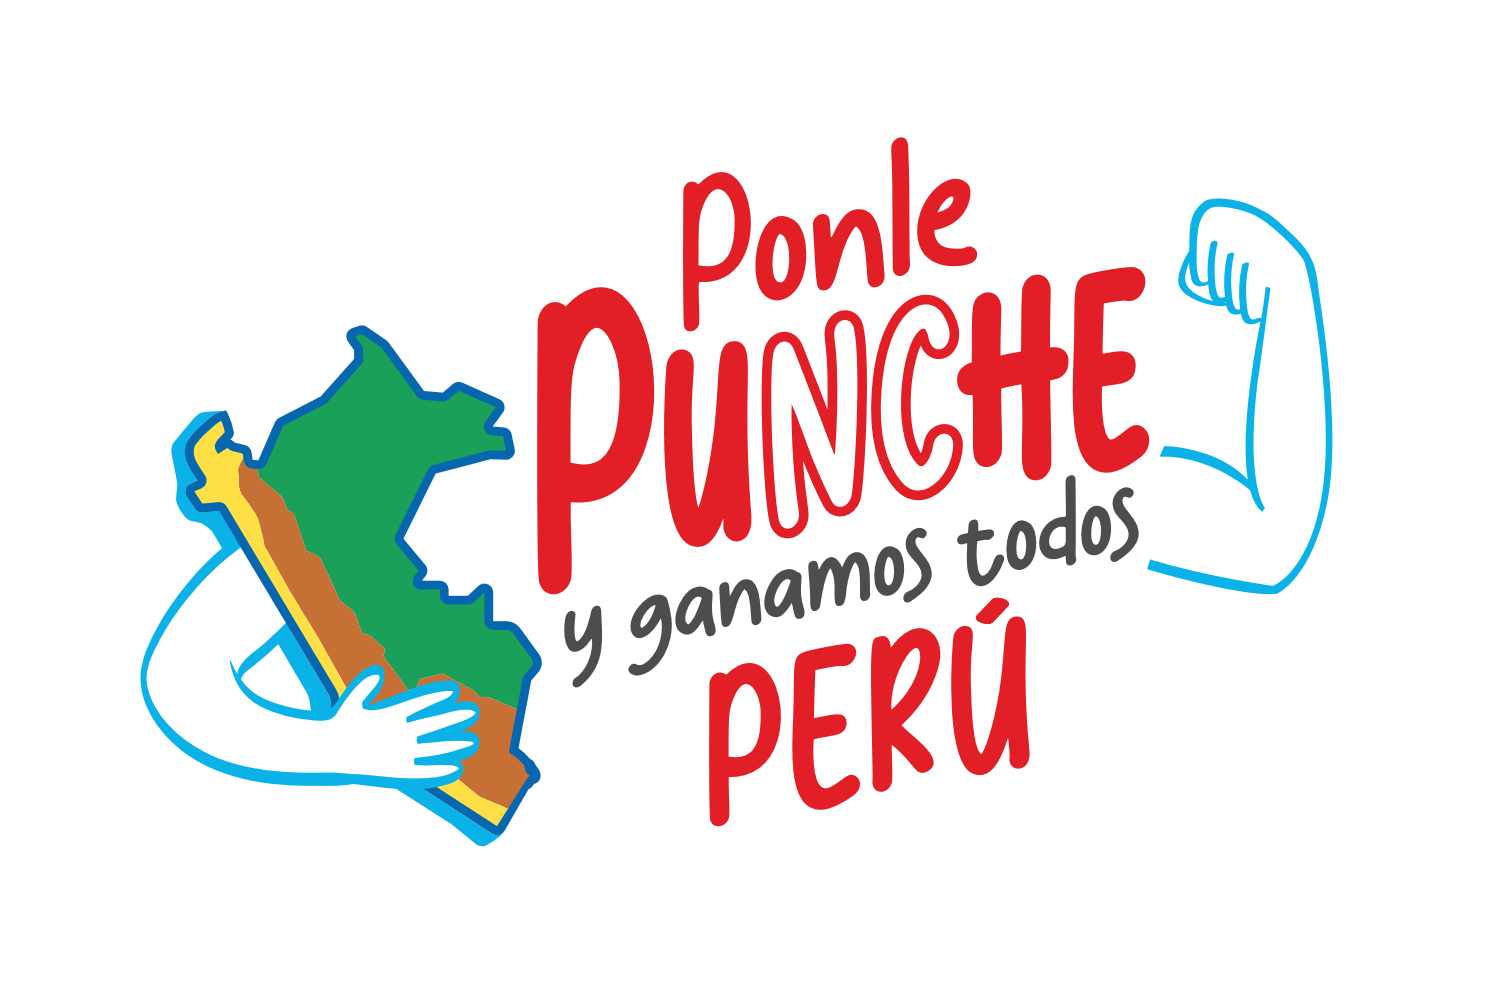 Ponle
PUNCHE
y ganamos todos
PERÚ